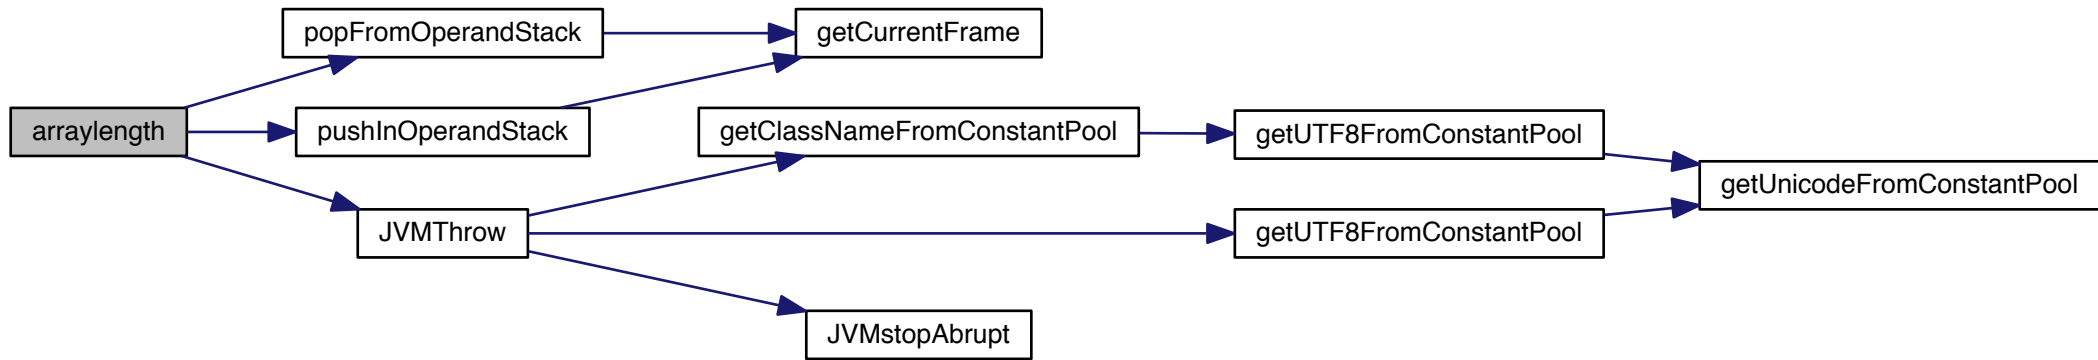 popFromOperandStack
getCurrentFrame
arraylength
pushInOperandStack
getClassNameFromConstantPool
getUTF8FromConstantPool
getUnicodeFromConstantPool
JVMThrow
getUTF8FromConstantPool
JVMstopAbrupt